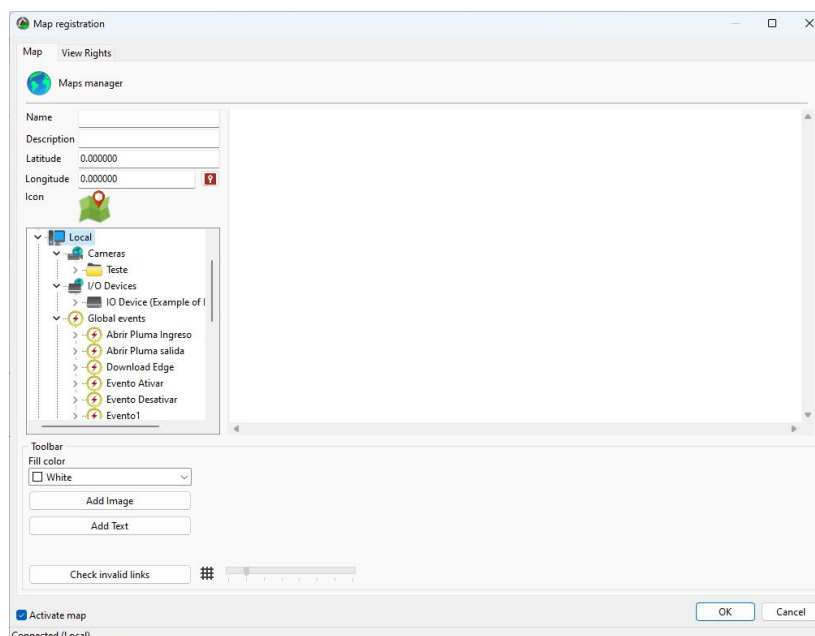 Map registration
Map View Rights
Maps manager
Name
Description
Latitude 0.000000
Longitude 0.000000
Icon
Local
Cameras
Teste
I/O Devices
IO Device (Example of
Global events
Abrir Pluma Ingreso
Abrir Pluma salida
Download Edge
Evento Ativar
Evento Desativar
Evento1
Toolbar
Fill color
White
Add Image
Add Text
Check invalid links
Activate map
OK Cancel
Connected (Local)